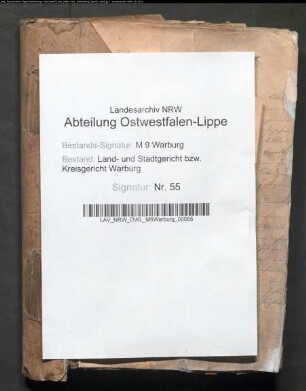 Landesarchiv NRW
Abteilung Ostwestfalen-Lippe
Bestands-Signatur: M 9 Warburg
Bestand: Land- und Stadtgericht bzw.
Kreisgericht Warburg
Signatur: Nr. 55
LAV_NRW_OWL_M9Warburg_00055